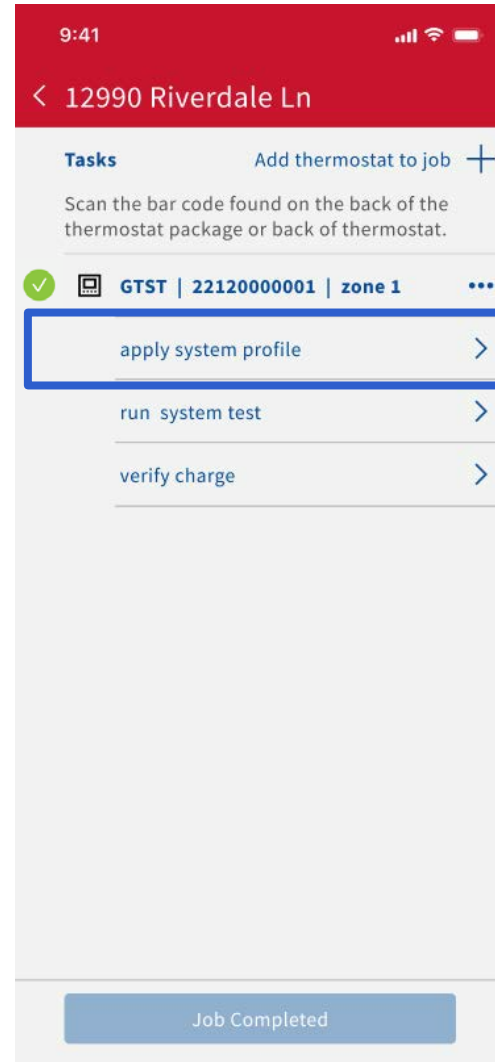 9:41
12990 Riverdale Ln
Tasks Add thermostat to job
Scan the bar code found on the back of the
thermostat package or back of thermostat.
GTST | 22120000001 | zone 1
apply system profile
run system test
verify charge
Job Completed